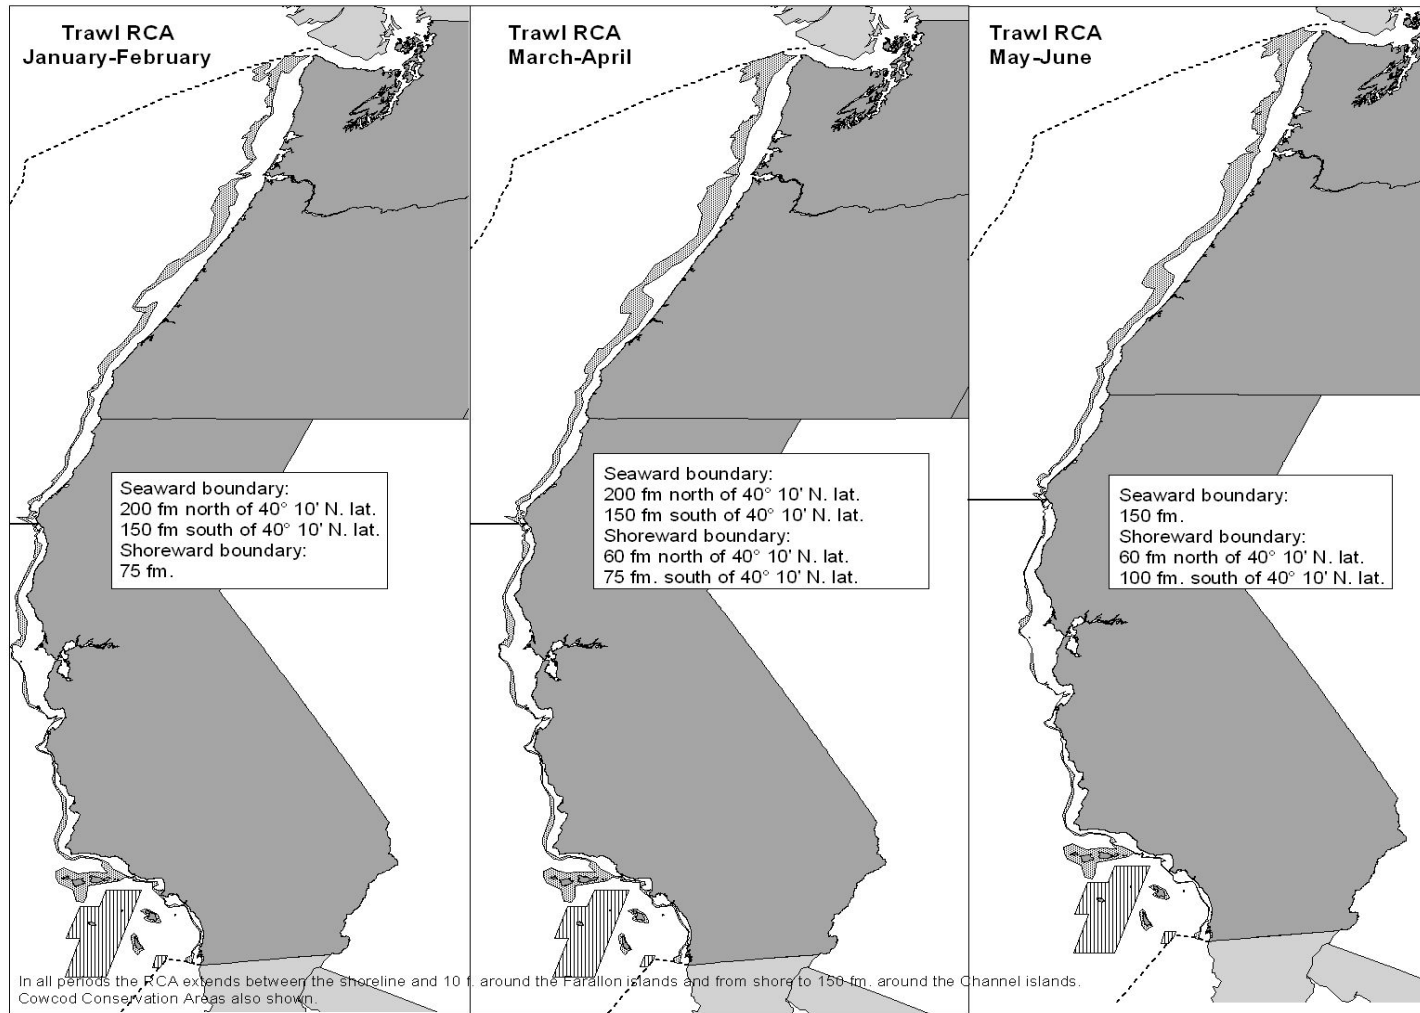 Trawl RCA
January-February
Trawl RCA
March-April
Trawl RCA
May-June
Seaward boundary:
200 fm north of 40° 10' N. lat.
150 fm south of 40° 10' N. lat.
Shoreward boundary:
75 fm.
Seaward boundary:
200 fm north of 40° 10' N. lat.
150 fm south of 40° 10' N. lat.
Shoreward boundary:
60 fm north of 40° 10' N. lat.
75 fm. south of 40° 10' N. lat.
Seaward boundary:
150 fm.
Shoreward boundary:
60 fm north of 40° 10' N. lat.
100 fm. south of 40° 10' N. lat.
In all periods the RCA extends between the shoreline and 10 f. around the Farallon islands and from shore to 150 fm. around the Channel islands.
Cowcod Conservation Areas also shown.